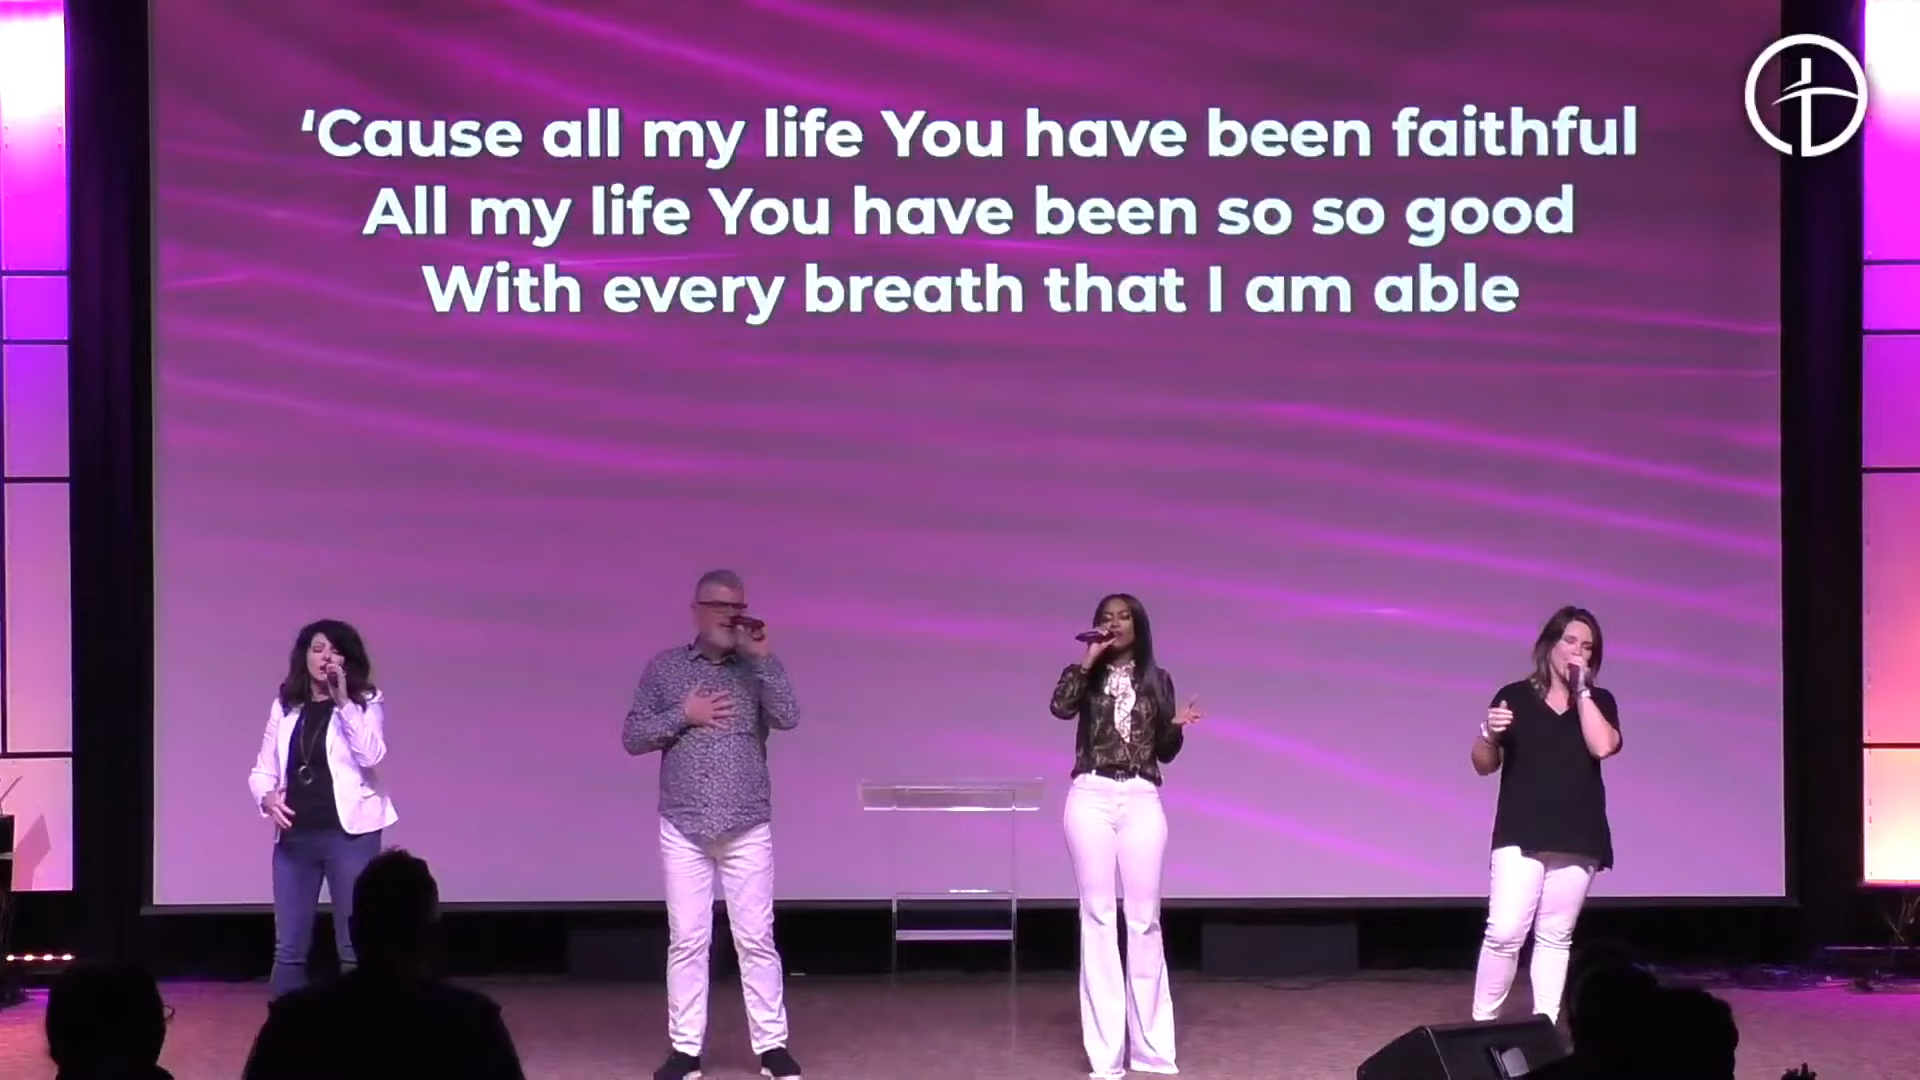 ‘Cause all my life You have been faithful
All my life You have been so so good
With every breath that I am able